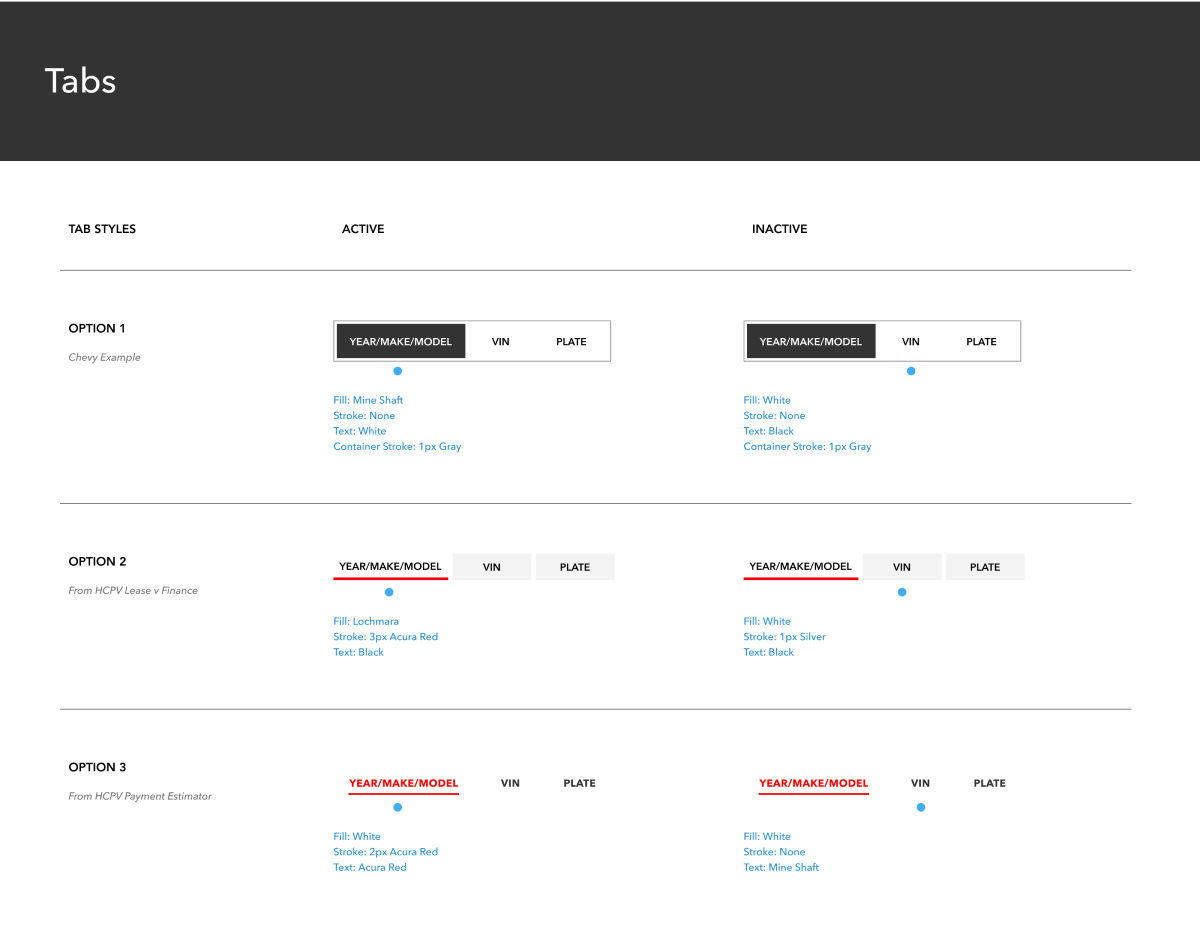 Tabs
TAB STYLES
ACTIVE
INACTIVE
OPTION 1
Chevy Example
YEAR/MAKE/MODEL VIN PLATE
Fill: Mine Shaft
Stroke: None
Text: White
Container Stroke: 1px Gray
YEAR/MAKE/MODEL VIN PLATE
Fill: White
Stroke: None
Text: Black
Container Stroke: 1px Gray
OPTION 2
From HCPV Lease v Finance
YEAR/MAKE/MODEL VIN PLATE
Fill: Lochmara
Stroke: 3px Acura Red
Text: Black
YEAR/MAKE/MODEL VIN PLATE
Fill: White
Stroke: 1px Silver
Text: Black
OPTION 3
From HCPV Payment Estimator
YEAR/MAKE/MODEL VIN PLATE
Fill: White
Stroke: 2px Acura Red
Text: Acura Red
YEAR/MAKE/MODEL VIN PLATE
Fill: White
Stroke: None
Text: Mine Shaft